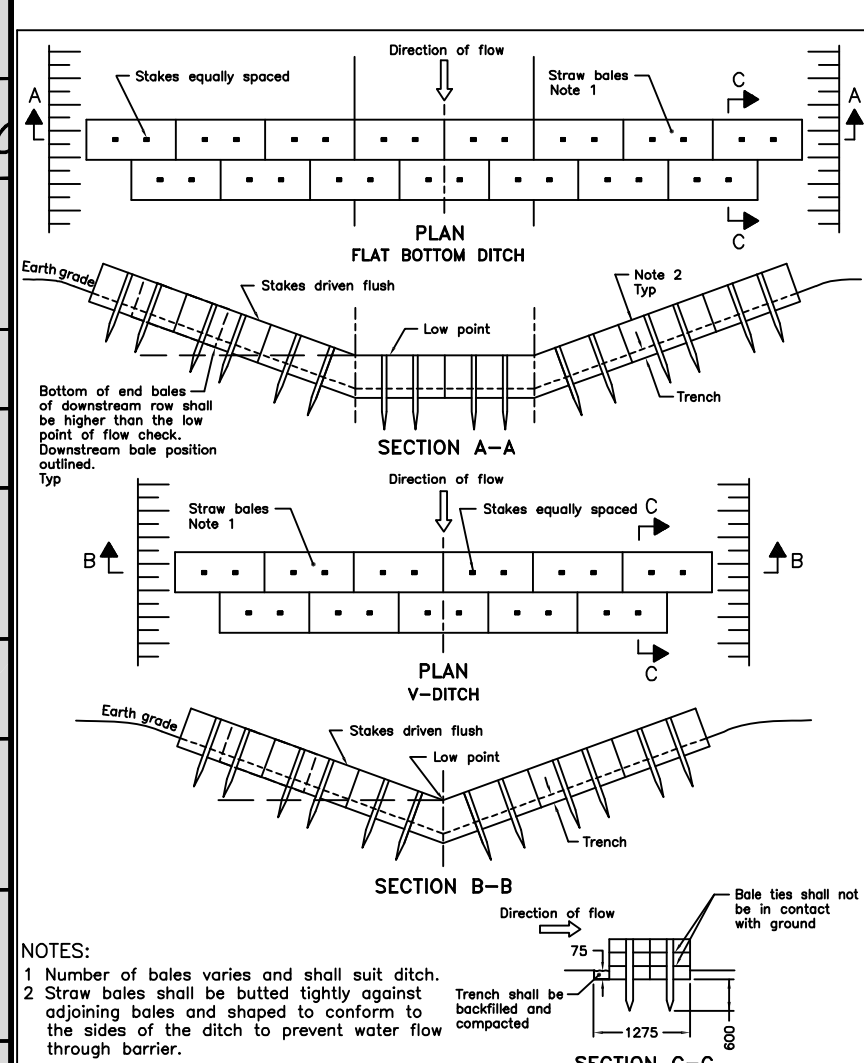 Direction of flow
Stakes equally spaced
Straw bales
Note 1
C
A
A
C
PLAN
FLAT BOTTOM DITCH
Earth grade
Stakes driven flush
Note 2
Typ
Low point
Trench
Bottom of end bales
of downstream row shall
be higher than the low
point of flow check.
Downstream bale position
outlined.
Typ
SECTION A-A
Direction of flow
Straw bales
Note 1
Stakes equally spaced
C
B
B
C
PLAN
V-DITCH
Earth grade
Stakes driven flush
Low point
Trench
SECTION B-B
Bale ties shall not
be in contact
with ground
Direction of flow
75
Trench shall be
backfilled and
compacted
1275
600
SECTION C-C
NOTES:
1 Number of bales varies and shall suit ditch.
2 Straw bales shall be butted tightly against
adjoining bales and shaped to conform to
the sides of the ditch to prevent water flow
through barrier.